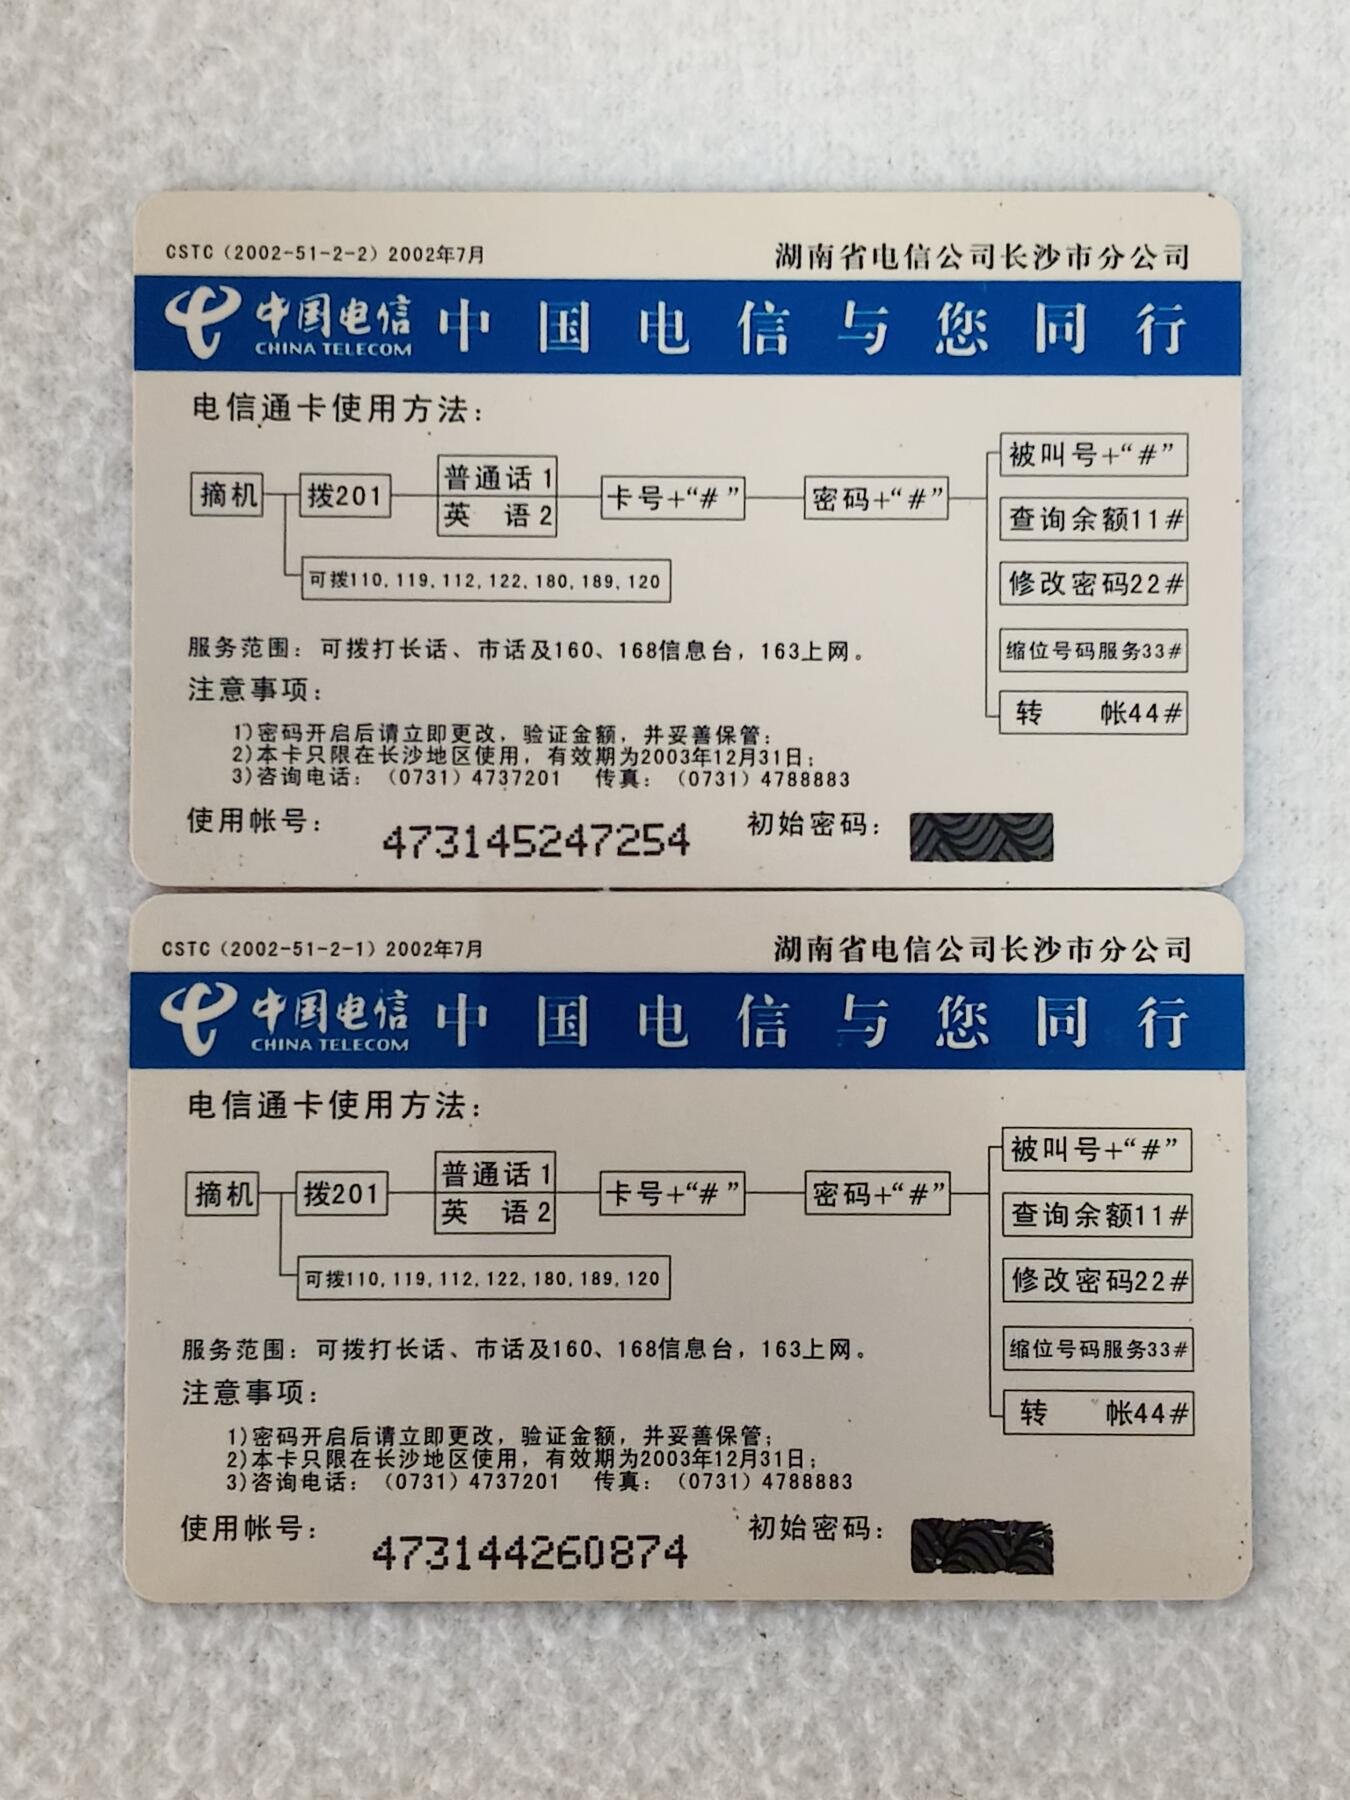 CSTC（2002-51-2-2）2002年7月
湖南省电信公司长沙市分公司
中国电信
CHINA TELECOM
中国电信与您同行
电信通卡使用方法：
摘机
拨201
普通话1
英 语2
卡号+“#”
密码+“#”
被叫号+“#”
查询余额11#
修改密码22#
缩位号码服务33#
转 帐44#
可拨110,119,112,122,180,189,120
服务范围：可拨打长话、市话及160、168信息台，163上网。
注意事项：
1)密码开启后请立即更改，验证金额，并妥善保管；
2)本卡只限在长沙地区使用，有效期为2003年12月31日；
3)咨询电话：（0731）4737201 传真：（0731）4788883
使用帐号：
473145247254
初始密码：
CSTC（2002-51-2-1）2002年7月
湖南省电信公司长沙市分公司
中国电信
CHINA TELECOM
中国电信与您同行
电信通卡使用方法：
摘机
拨201
普通话1
英 语2
卡号+“#”
密码+“#”
被叫号+“#”
查询余额11#
修改密码22#
缩位号码服务33#
转 帐44#
可拨110,119,112,122,180,189,120
服务范围：可拨打长话、市话及160、168信息台，163上网。
注意事项：
1)密码开启后请立即更改，验证金额，并妥善保管；
2)本卡只限在长沙地区使用，有效期为2003年12月31日；
3)咨询电话：（0731）4737201 传真：（0731）4788883
使用帐号：
473144260874
初始密码：